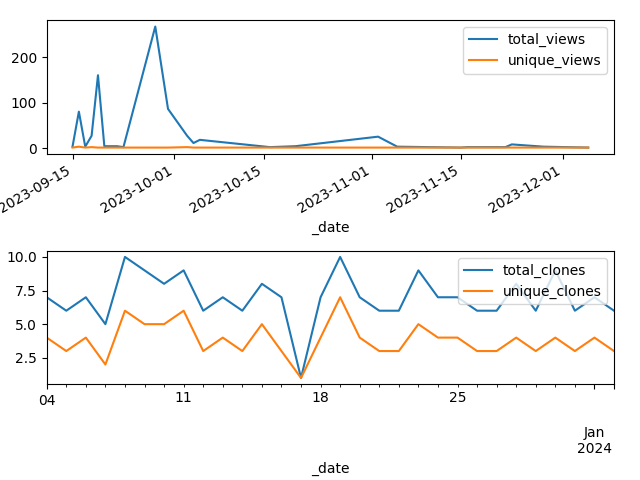 total_views
unique_views
200
100
0
2023-09-15
2023-10-01
2023-10-15
2023-11-01
2023-11-15
2023-12-01
_date
total_clones
unique_clones
10.0
7.5
5.0
2.5
04
11
18
25
Jan
2024
_date